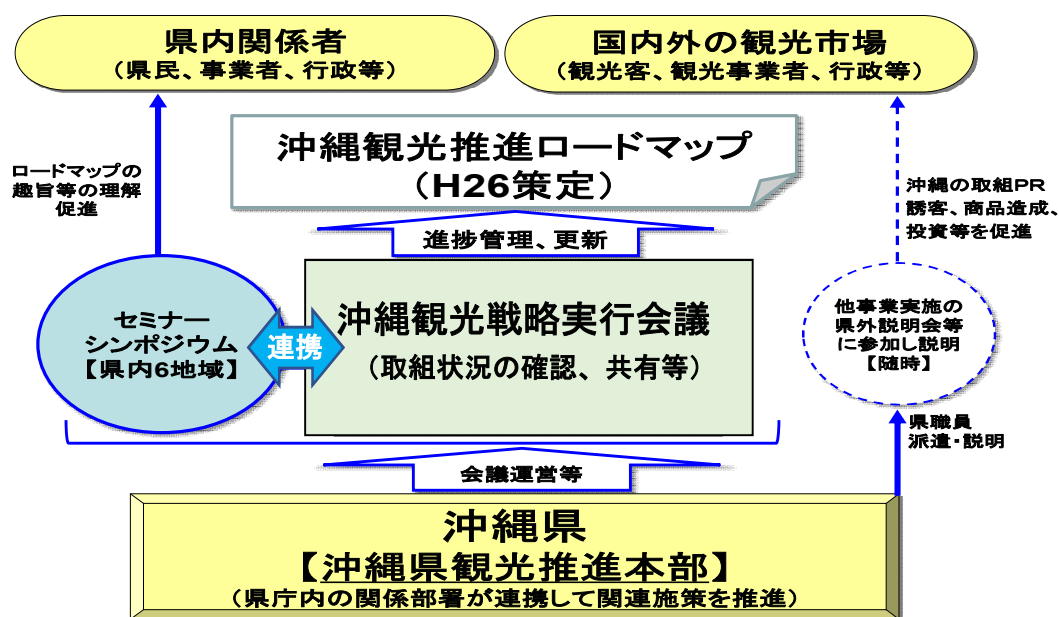 県内関係者
(県民、事業者、行政等)
国内外の観光市場
(観光客、観光事業者、行政等)
沖縄観光推進ロードマップ
(H26策定)
ロードマップの
趣旨等の理解
促進
沖縄の取組PR
誘客、商品造成、
投資等を促進
進捗管理、更新
セミナー
シンポジウム
【県内6地域】
連携
沖縄観光戦略実行会議
(取組状況の確認、共有等)
他事業実施の
県外説明会等
に参加し説明
【随時】
県職員
派遣・説明
会議運営等
沖縄県
【沖縄県観光推進本部】
(県庁内の関係部署が連携して関連施策を推進)